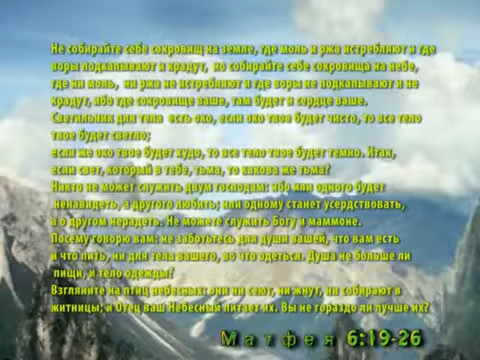 Не собирайте себе сокровищ на земле, где моль и ржа истребляют и где
воры подкапывают и крадут, но собирайте себе сокровища на небе,
где ни моль, ни ржа не истребляют и где воры не подкапывают и не
крадут, ибо где сокровище ваше, там будет и сердце ваше.
Светильник для тела есть око, если око твое будет чисто, то все тело
твое будет светло;
если же око твое будет худо, то все тело твое будет темно. Итак,
если свет, который в тебе, тьма, то какова же тьма?
Никто не может служить двум господам: ибо или одного будет
ненавидеть, а другого любить; или одному станет усердствовать,
а о другом нерадеть. Не можете служить Богу и маммоне.
Посему говорю вам: не заботьтесь для души вашей, что вам есть
и что пить, ни для тела вашего, во что одеться. Душа не больше ли
пищи, и тело одежды?
Взгляните на птиц небесных: они ни сеют, ни жнут, ни собирают в
житницы; и Отец ваш Небесный питает их. Вы не гораздо ли лучше их?
Матфея 6:19-26